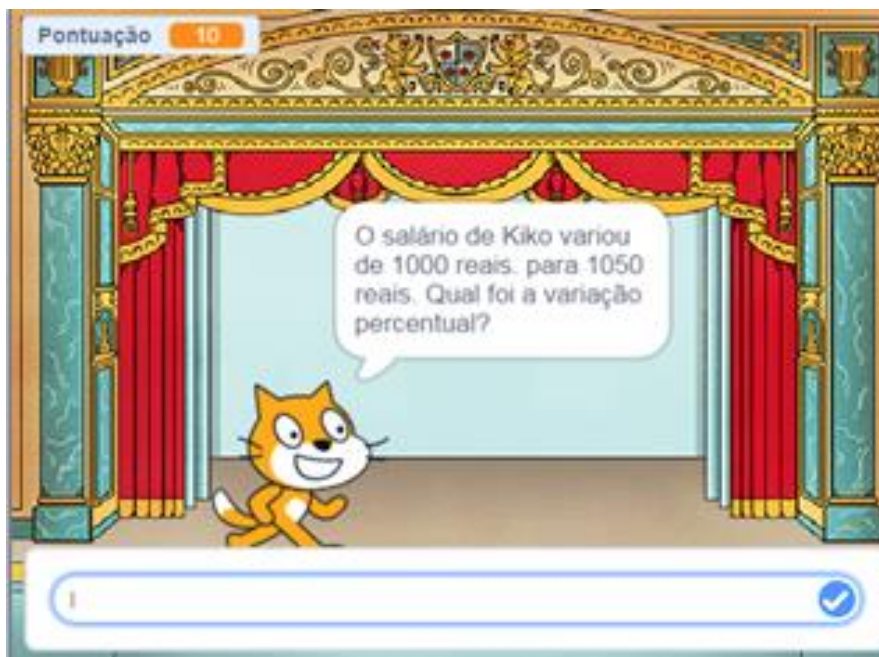 Pontuação 10
O salário de Kiko variou
de 1000 reais. para 1050
reais. Qual foi a variação
percentual?